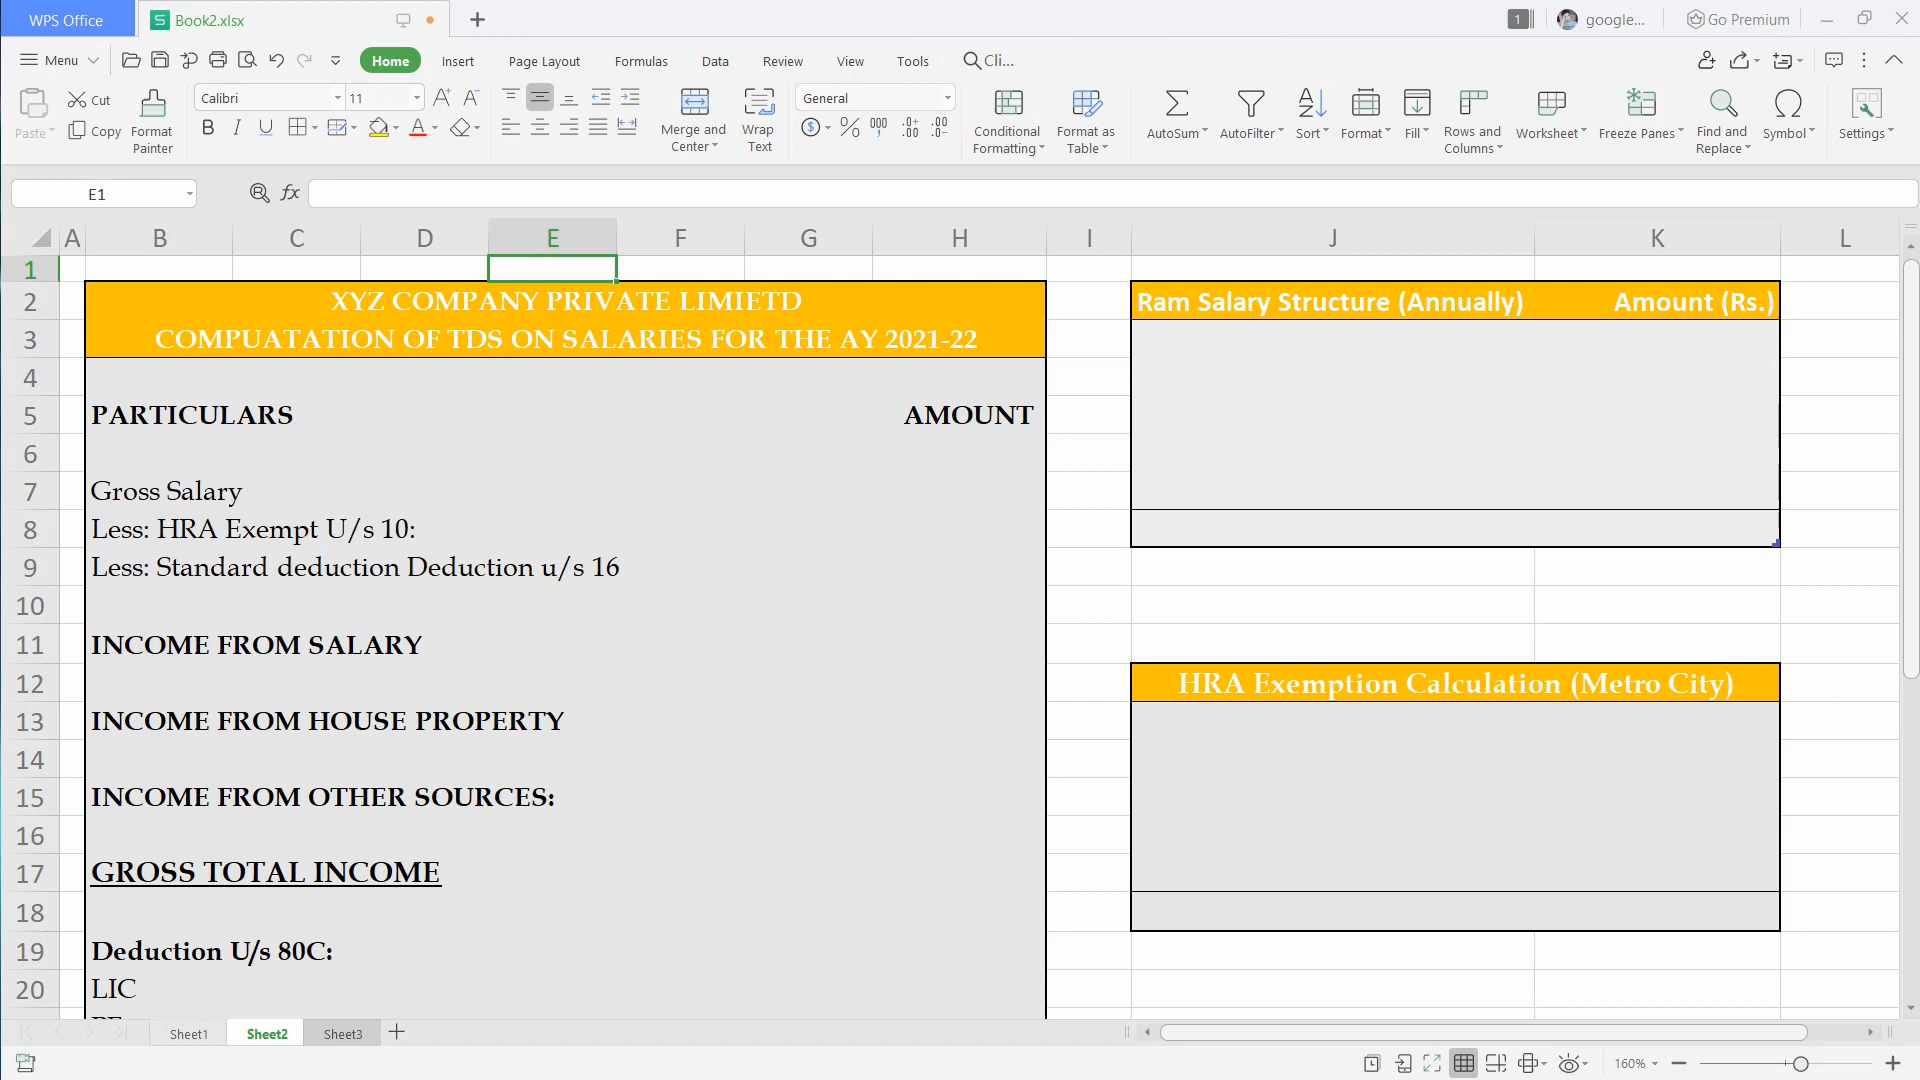 WPS Office
Book2.xlsx
1
google...
Go Premium
Menu
Home
Insert
Page Layout
Formulas
Data
Review
View
Tools
Cli...
Paste
Cut
Copy
Format
Painter
Calibri
11
Merge and
Center
Wrap
Text
General
Conditional
Formatting
Format as
Table
AutoSum
AutoFilter
Sort
Format
Fill
Rows and
Columns
Worksheet
Freeze Panes
Find and
Replace
Symbol
Settings
E1
fx
A B C D E F G H I J K L
1
2 XYZ COMPANY PRIVATE LIMIETD Ram Salary Structure (Annually) Amount (Rs.)
3 COMPUATATION OF TDS ON SALARIES FOR THE AY 2021-22
4
5 PARTICULARS AMOUNT
6
7 Gross Salary
8 Less: HRA Exempt U/s 10:
9 Less: Standard deduction Deduction u/s 16
10
11 INCOME FROM SALARY
12 HRA Exemption Calculation (Metro City)
13 INCOME FROM HOUSE PROPERTY
14
15 INCOME FROM OTHER SOURCES:
16
17 GROSS TOTAL INCOME
18
19 Deduction U/s 80C:
20 LIC
Sheet1 Sheet2 Sheet3
160%